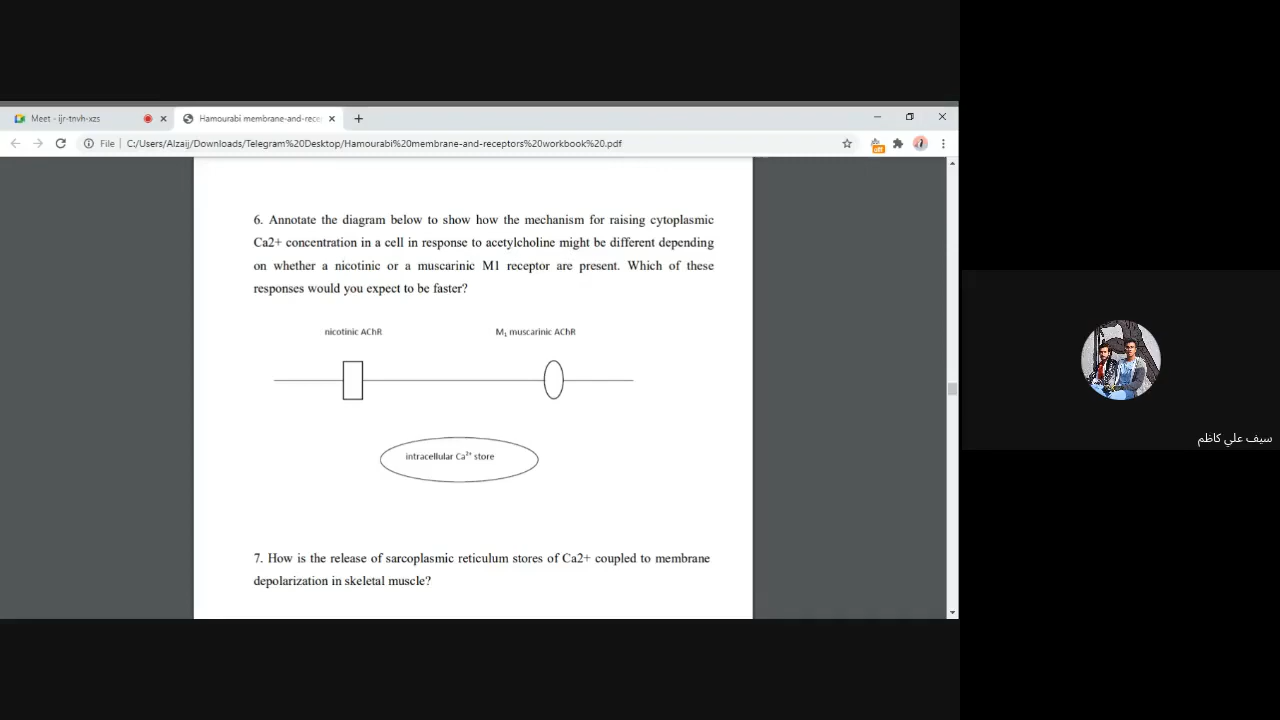 Meet - ijr-tnvh-xzs
Hamourabi membrane-and-rece
File
C:/Users/Alzaij/Downloads/Telegram%20Desktop/Hamourabi%20membrane-and-receptors%20workbook%20.pdf
off
6. Annotate the diagram below to show how the mechanism for raising cytoplasmic
Ca2+ concentration in a cell in response to acetylcholine might be different depending
on whether a nicotinic or a muscarinic M1 receptor are present. Which of these
responses would you expect to be faster?
nicotinic AChR
M₁ muscarinic AChR
intracellular Ca²⁺ store
7. How is the release of sarcoplasmic reticulum stores of Ca2+ coupled to membrane
depolarization in skeletal muscle?
سيف علي كاظم